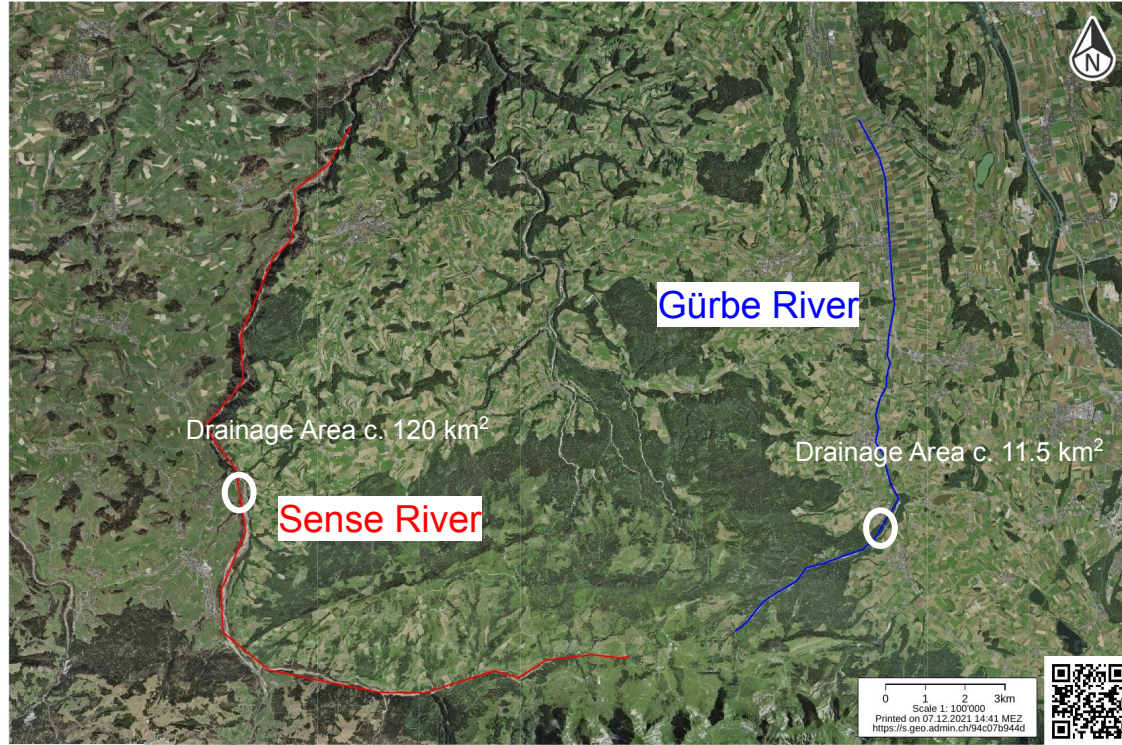 N
Gürbe River
Drainage Area c. 120 km²
Drainage Area c. 11.5 km²
Sense River
0 1 2 3km
Scale 1: 100'000
Printed on 07.12.2021 14:41 MEZ
https://s.geo.admin.ch/94c07b944d